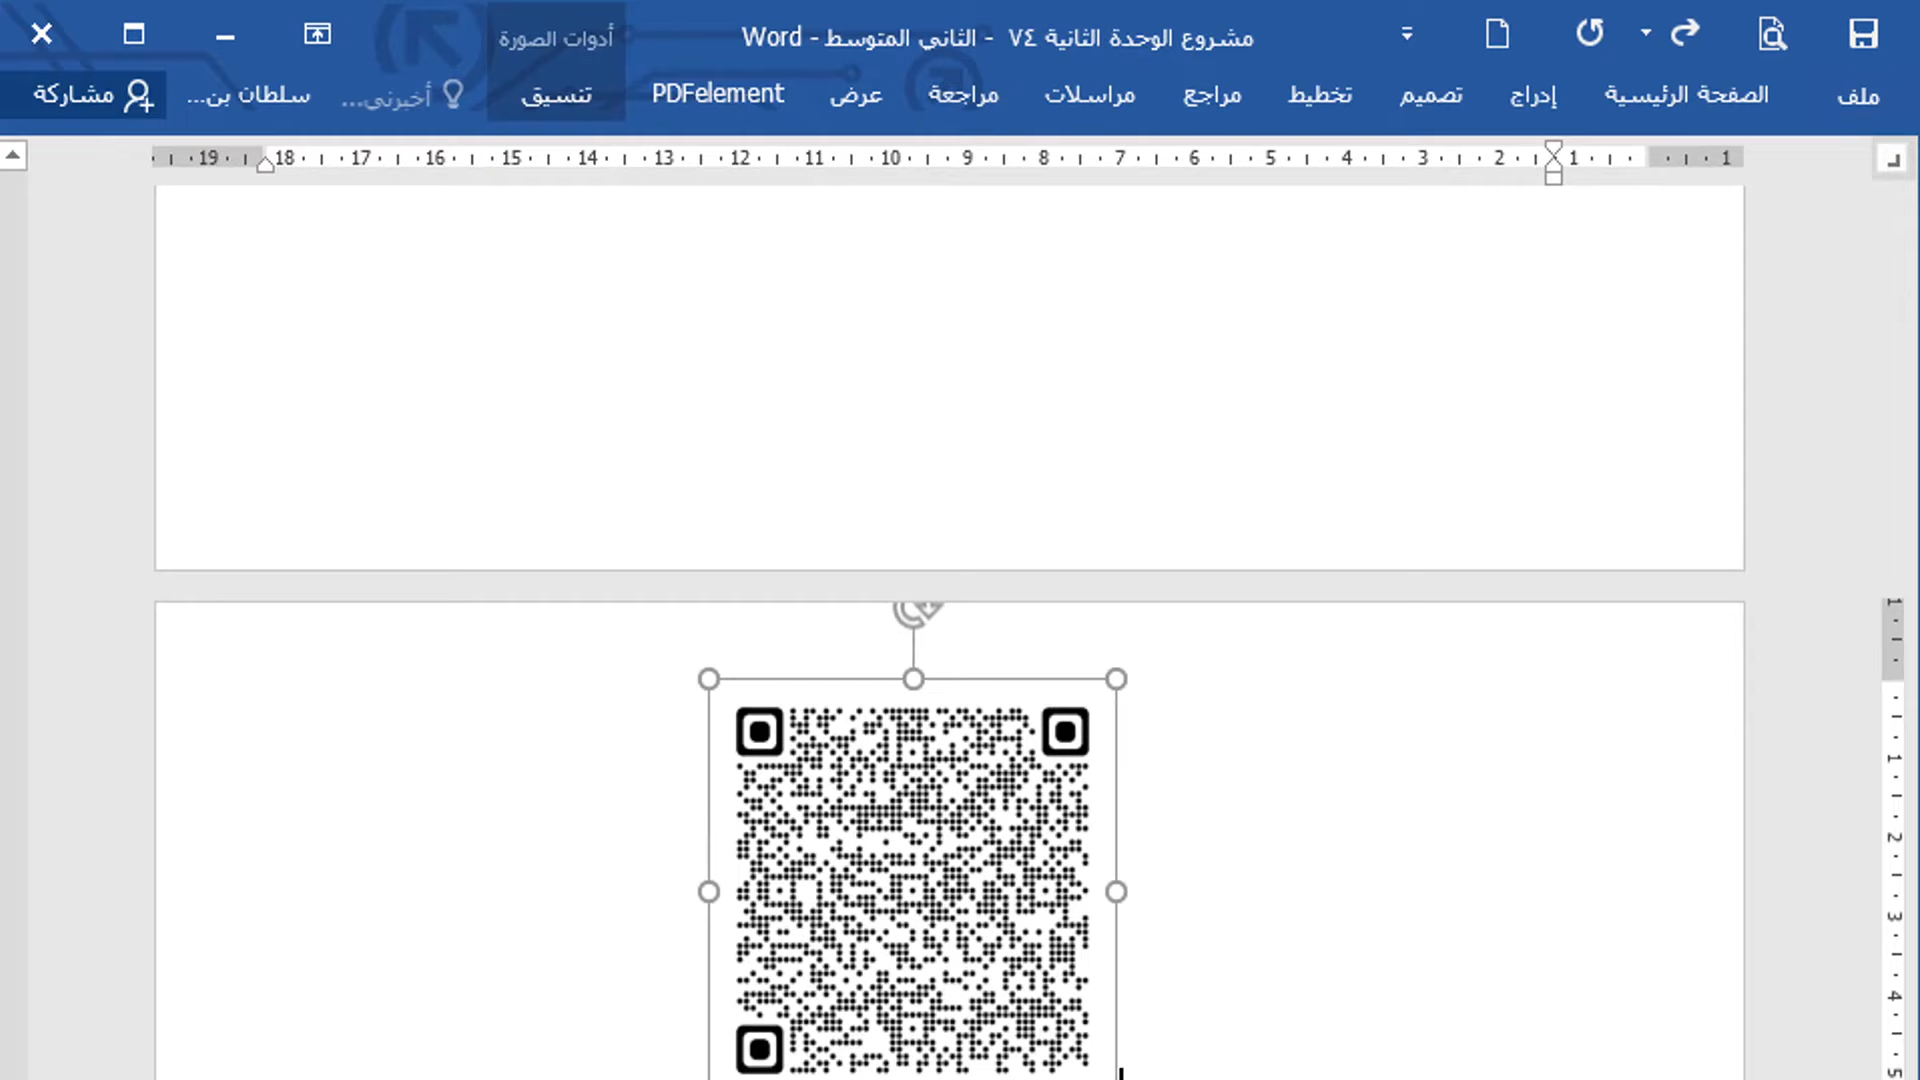 مشروع الوحدة الثانية ٧٤ - الثاني المتوسط - Word
أدوات الصورة
ملف
الصفحة الرئيسية
إدراج
تصميم
تخطيط
مراجع
مراسلات
مراجعة
عرض
PDFelement
تنسيق
أخبرني...
سلطان بن...
مشاركة
1 1 2 3 4 5 6 7 8 9 10 11 12 13 14 15 16 17 18 19
1
1
2
3
4
5